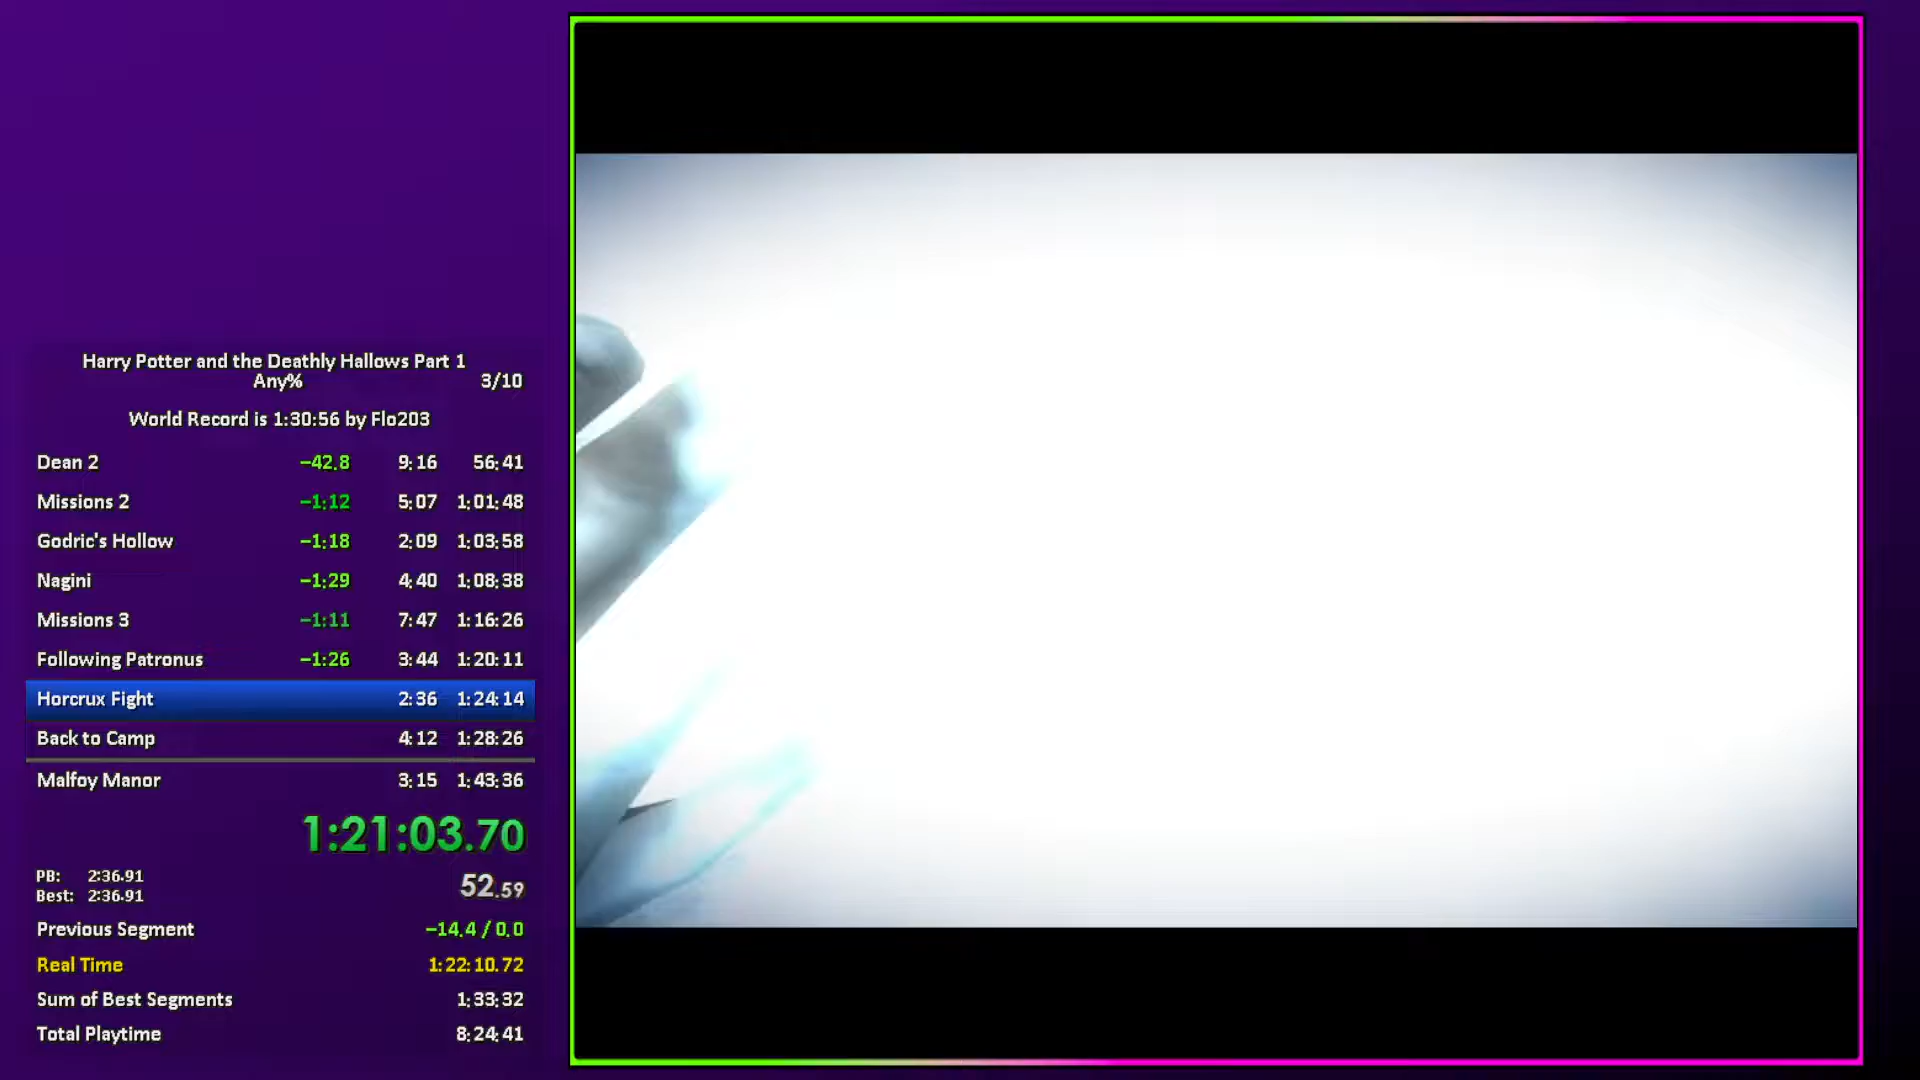 Harry Potter and the Deathly Hallows Part 1
Any% 3/10
World Record is 1:30:56 by Flo203
Dean 2 −42.8 9:16 56:41
Missions 2 −1:12 5:07 1:01:48
Godric's Hollow −1:18 2:09 1:03:58
Nagini −1:29 4:40 1:08:38
Missions 3 −1:11 7:47 1:16:26
Following Patronus −1:26 3:44 1:20:11
Horcrux Fight 2:36 1:24:14
Back to Camp 4:12 1:28:26
Malfoy Manor 3:15 1:43:36
1:21:03.70
PB: 2:36.91
Best: 2:36.91
52.59
Previous Segment −14.4 / 0.0
Real Time 1:22:10.72
Sum of Best Segments 1:33:32
Total Playtime 8:24:41